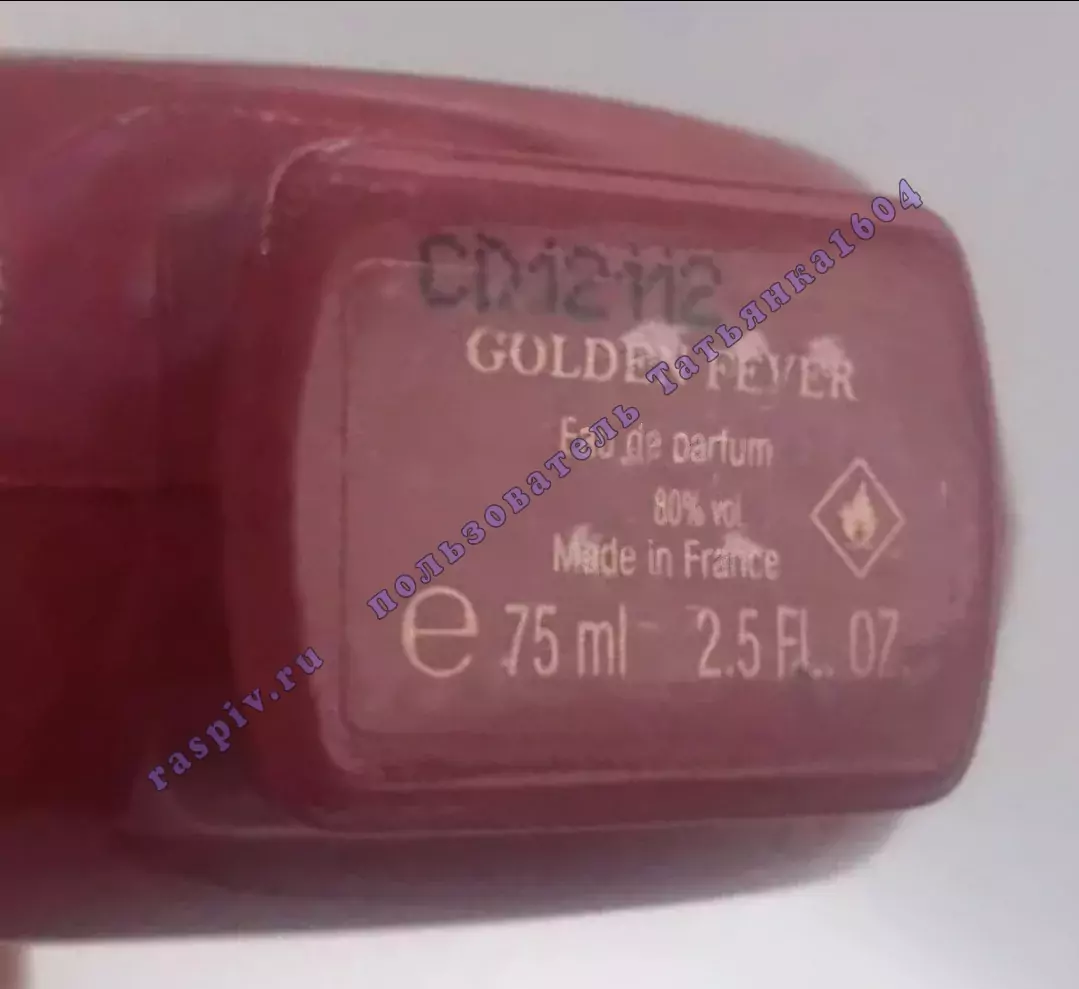 CD12112
GOLDEN FEVER
Eau de parfum
80% vol
Made in France
e 75 ml 2.5 FL. OZ.
raspiv.ru пользователь Татьянка1604